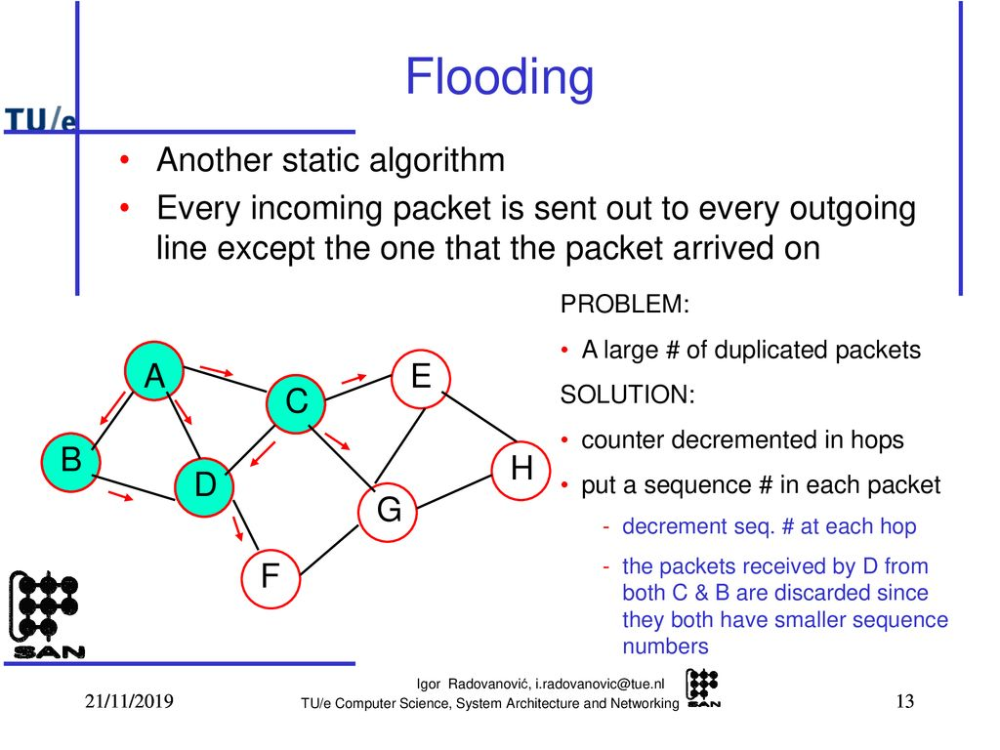 Flooding
TU/e
• Another static algorithm
• Every incoming packet is sent out to every outgoing
line except the one that the packet arrived on
PROBLEM:
• A large # of duplicated packets
SOLUTION:
• counter decremented in hops
• put a sequence # in each packet
- decrement seq. # at each hop
- the packets received by D from
both C & B are discarded since
they both have smaller sequence
numbers
A
E
C
B
H
D
G
F
SAN
Igor Radovanović, i.radovanovic@tue.nl
21/11/2019
TU/e Computer Science, System Architecture and Networking
SAN
13